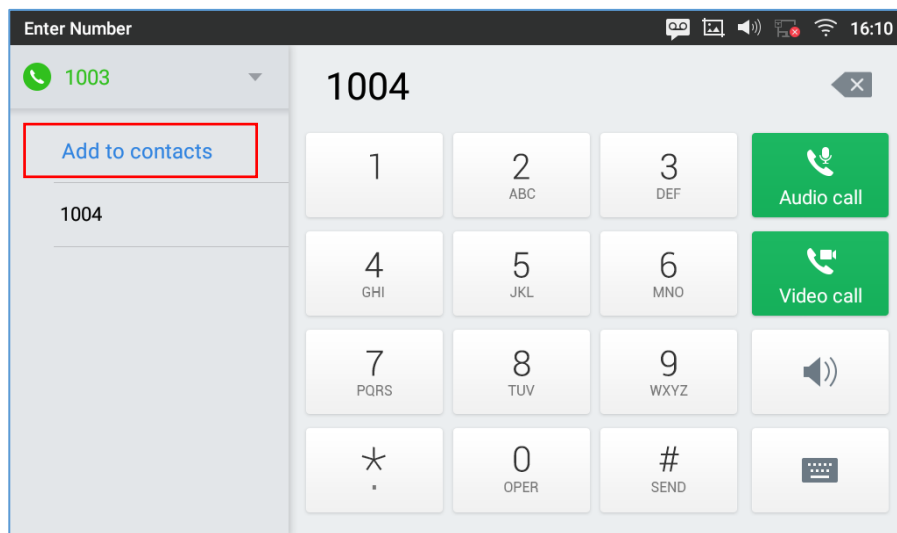 Enter Number
16:10
1003
Add to contacts
1004
1004
1
2
ABC
3
DEF
Audio call
4
GHI
5
JKL
6
MNO
Video call
7
PQRS
8
TUV
9
WXYZ
*
.
0
OPER
#
SEND